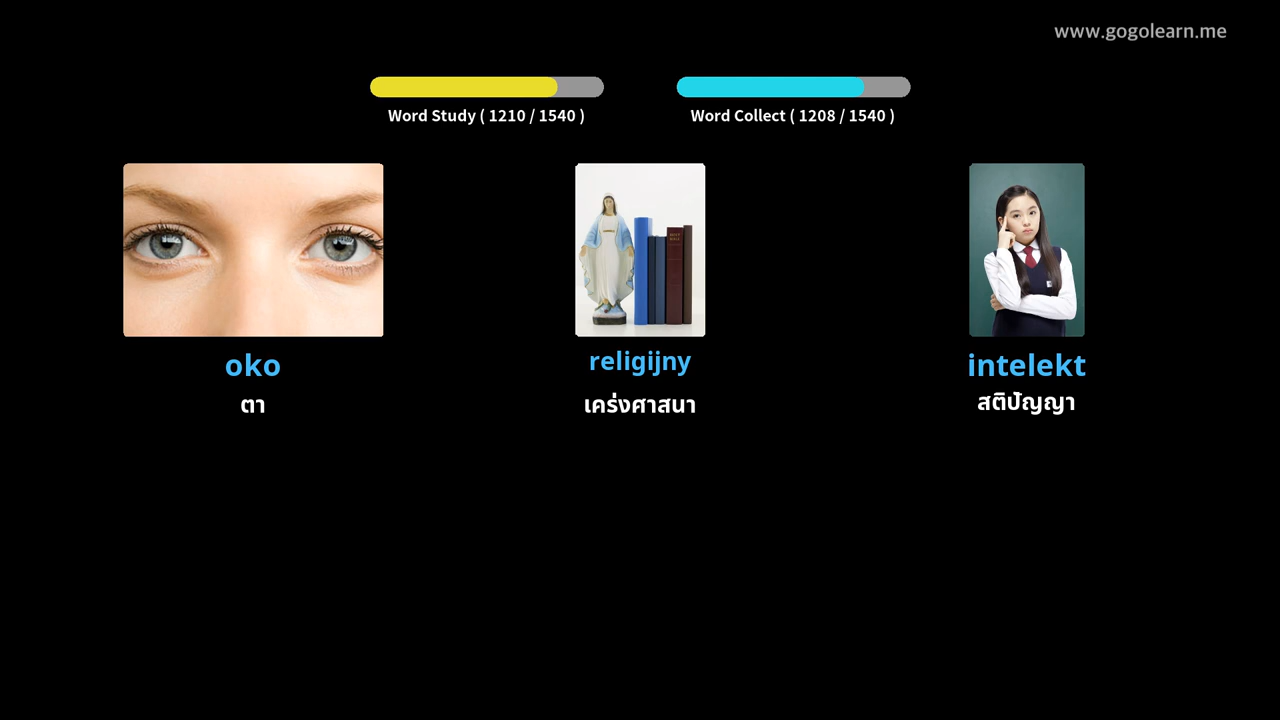 www.gogolearn.me
Word Study ( 1210 / 1540 )
Word Collect ( 1208 / 1540 )
oko
religijny
intelekt
ตา
เคร่งศาสนา
สติปัญญา